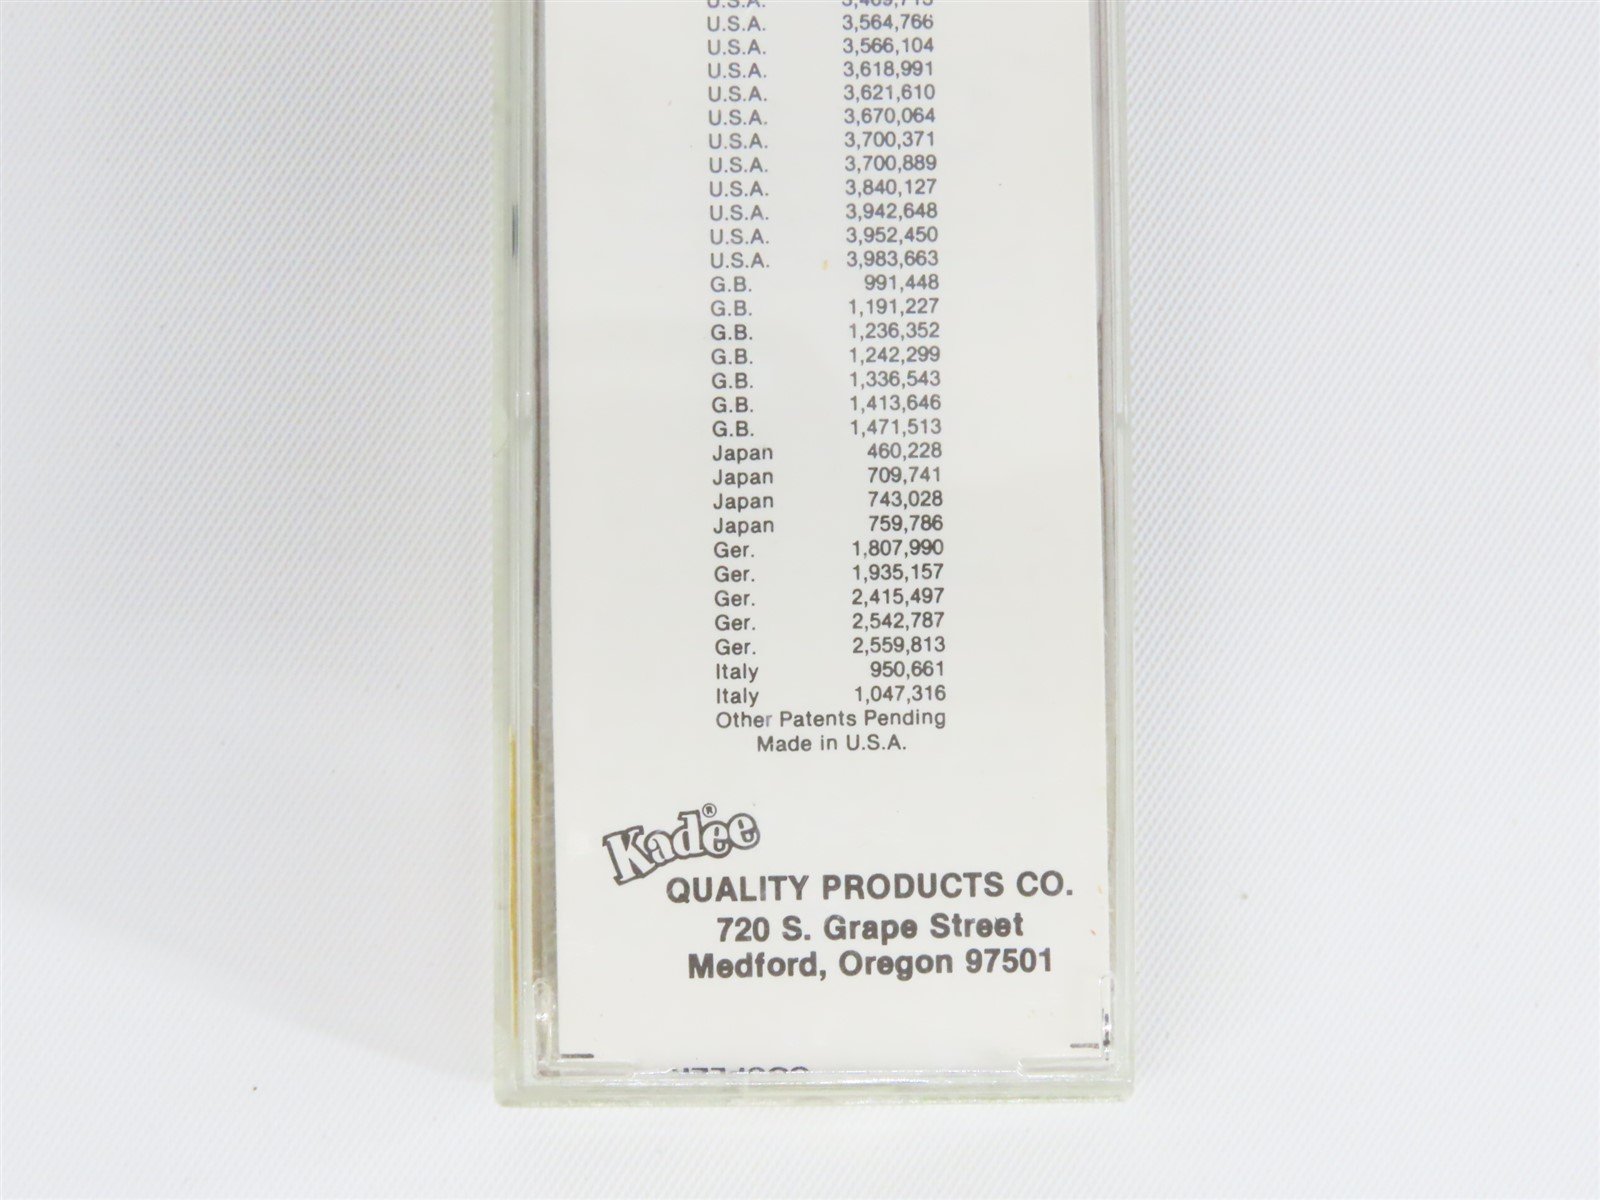 U.S.A. 3,469,713
U.S.A. 3,564,766
U.S.A. 3,566,104
U.S.A. 3,618,991
U.S.A. 3,621,610
U.S.A. 3,670,064
U.S.A. 3,700,371
U.S.A. 3,700,889
U.S.A. 3,840,127
U.S.A. 3,942,648
U.S.A. 3,952,450
U.S.A. 3,983,663
G.B. 991,448
G.B. 1,191,227
G.B. 1,236,352
G.B. 1,242,299
G.B. 1,336,543
G.B. 1,413,646
G.B. 1,471,513
Japan 460,228
Japan 709,741
Japan 743,028
Japan 759,786
Ger. 1,807,990
Ger. 1,935,157
Ger. 2,415,497
Ger. 2,542,787
Ger. 2,559,813
Italy 950,661
Italy 1,047,316
Other Patents Pending
Made in U.S.A.
Kadee®
QUALITY PRODUCTS CO.
720 S. Grape Street
Medford, Oregon 97501